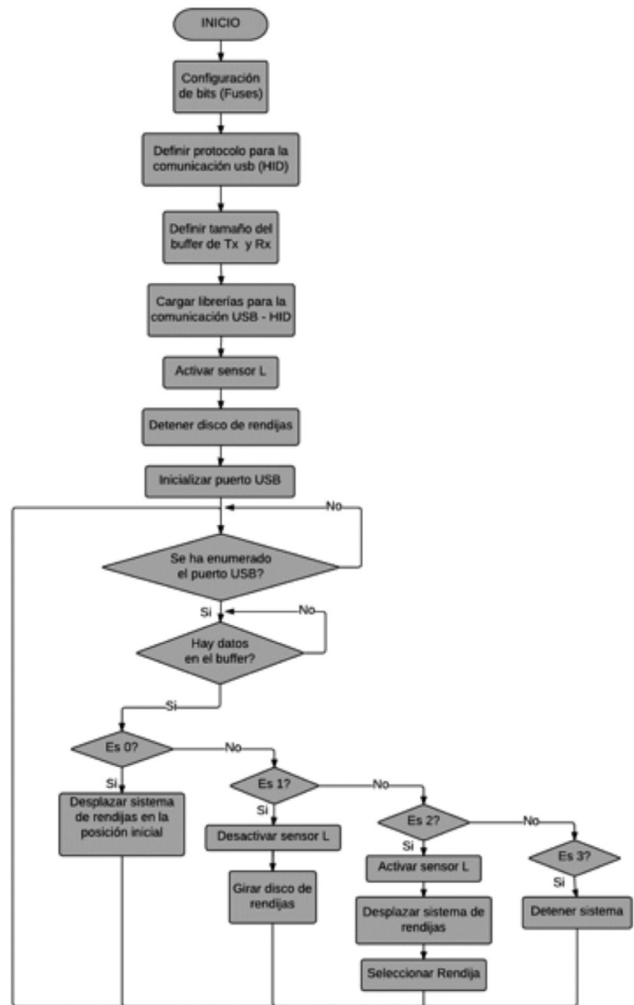 INICIO
Configuración
de bits (Fuses)
Definir protocolo para la
comunicación usb (HID)
Definir tamaño del
buffer de Tx y Rx
Cargar librerías para la
comunicación USB - HID
Activar sensor L
Detener disco de rendijas
Inicializar puerto USB
No
Se ha enumerado
el puerto USB?
Si
No
Hay datos
en el buffer?
Si
Es 0?
No
Si
Desplazar sistema
de rendijas en la
posición inicial
Es 1?
No
Si
Desactivar sensor L
Girar disco de
rendijas
Es 2?
No
Si
Activar sensor L
Desplazar sistema de
rendijas
Seleccionar Rendija
Es 3?
Si
Detener sistema